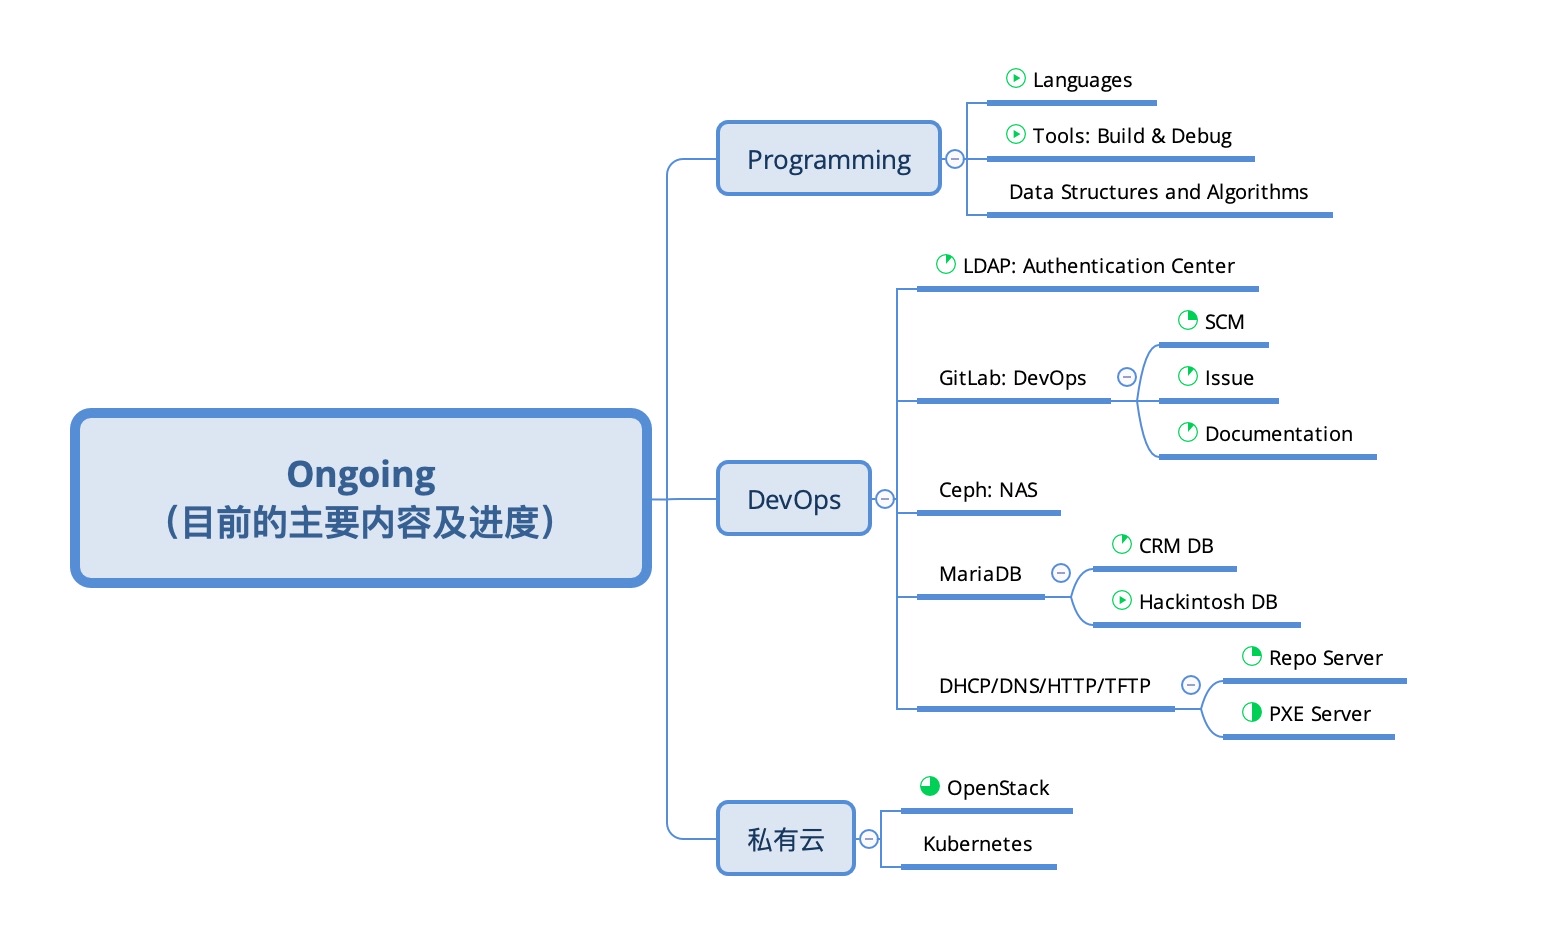 Ongoing
（目前的主要内容及进度）
Programming
Languages
Tools: Build & Debug
Data Structures and Algorithms
DevOps
LDAP: Authentication Center
GitLab: DevOps
SCM
Issue
Documentation
Ceph: NAS
MariaDB
CRM DB
Hackintosh DB
DHCP/DNS/HTTP/TFTP
Repo Server
PXE Server
私有云
OpenStack
Kubernetes